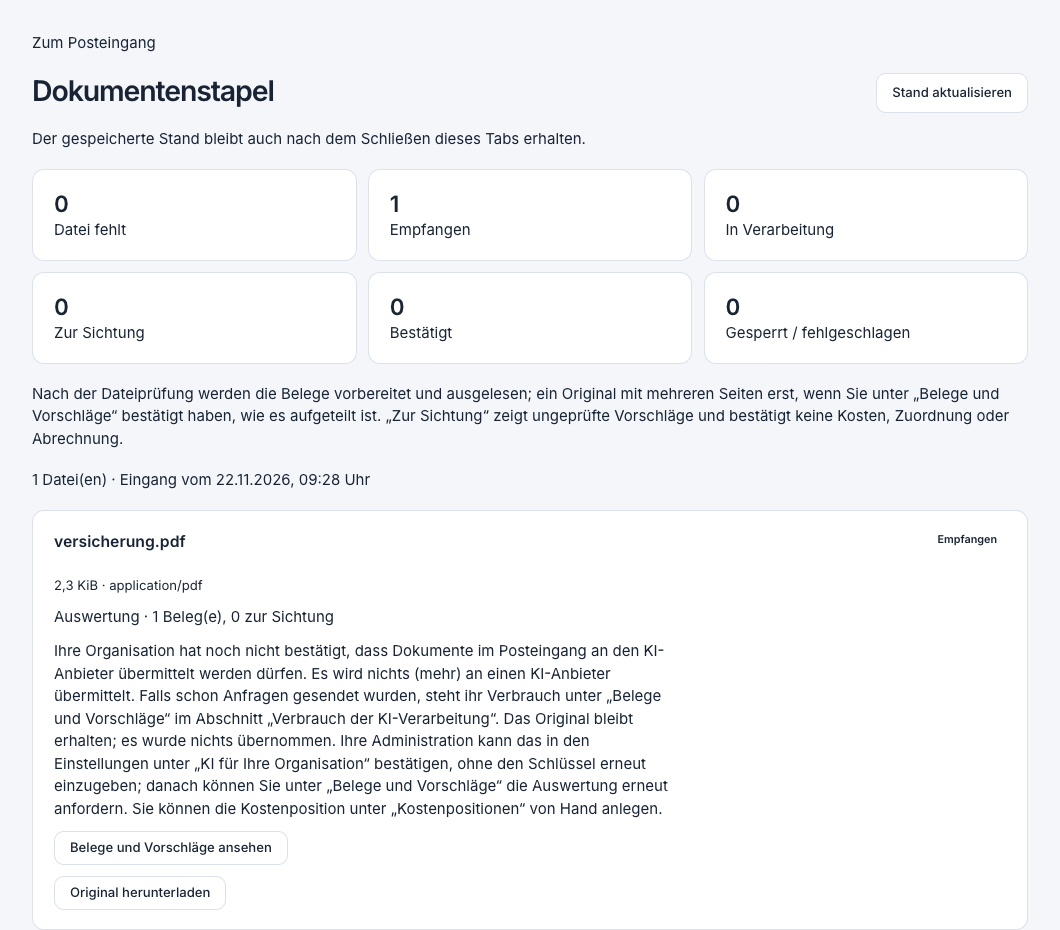 Zum Posteingang
Dokumentenstapel
Stand aktualisieren
Der gespeicherte Stand bleibt auch nach dem Schließen dieses Tabs erhalten.
0
Datei fehlt
1
Empfangen
0
In Verarbeitung
0
Zur Sichtung
0
Bestätigt
0
Gesperrt / fehlgeschlagen
Nach der Dateiprüfung werden die Belege vorbereitet und ausgelesen; ein Original mit mehreren Seiten erst, wenn Sie unter „Belege und
Vorschläge“ bestätigt haben, wie es aufgeteilt ist. „Zur Sichtung“ zeigt ungeprüfte Vorschläge und bestätigt keine Kosten, Zuordnung oder
Abrechnung.
1 Datei(en) · Eingang vom 22.11.2026, 09:28 Uhr
versicherung.pdf
Empfangen
2,3 KiB · application/pdf
Auswertung · 1 Beleg(e), 0 zur Sichtung
Ihre Organisation hat noch nicht bestätigt, dass Dokumente im Posteingang an den KI-
Anbieter übermittelt werden dürfen. Es wird nichts (mehr) an einen KI-Anbieter
übermittelt. Falls schon Anfragen gesendet wurden, steht ihr Verbrauch unter „Belege
und Vorschläge“ im Abschnitt „Verbrauch der KI-Verarbeitung“. Das Original bleibt
erhalten; es wurde nichts übernommen. Ihre Administration kann das in den
Einstellungen unter „KI für Ihre Organisation“ bestätigen, ohne den Schlüssel erneut
einzugeben; danach können Sie unter „Belege und Vorschläge“ die Auswertung erneut
anfordern. Sie können die Kostenposition unter „Kostenpositionen“ von Hand anlegen.
Belege und Vorschläge ansehen
Original herunterladen